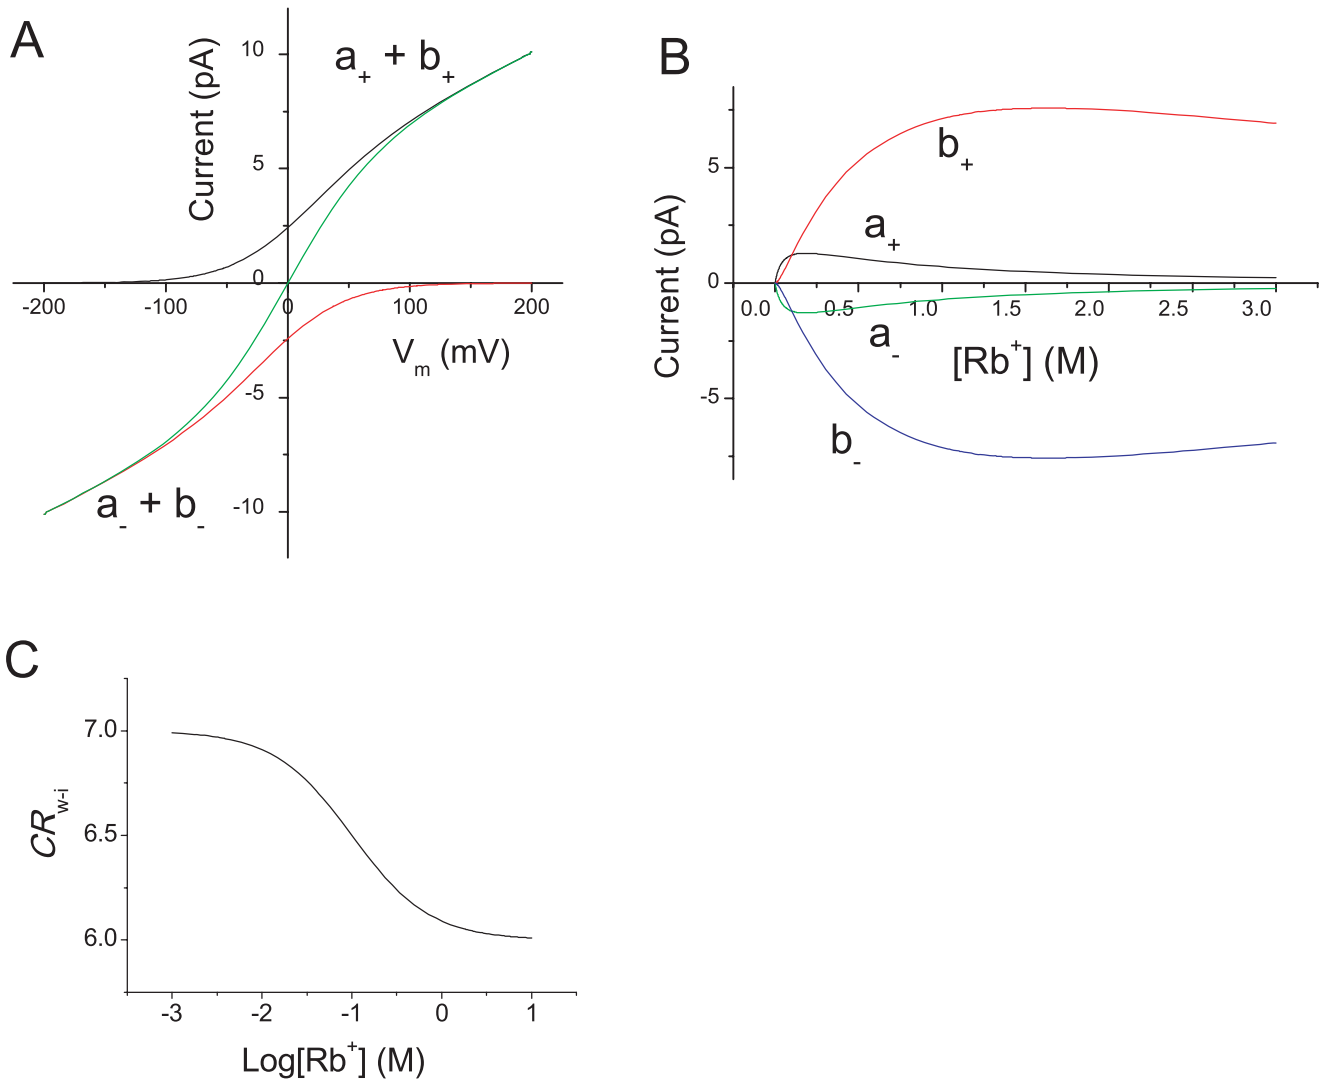 A
Current (pA)
a+ + b+
10
5
0
-200 -100 0 100 200
Vm (mV)
-5
a- + b-
-10
B
Current (pA)
b+
5
a+
0
0.0 0.5 1.0 1.5 2.0 2.5 3.0
a-
[Rb+] (M)
-5
b-
C
7.0
CRw-i
6.5
6.0
-3 -2 -1 0 1
Log[Rb+] (M)